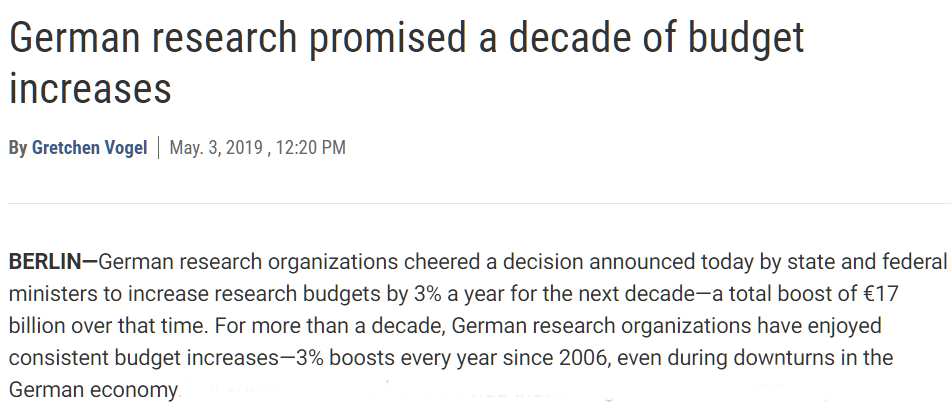 German research promised a decade of budget
increases
By Gretchen Vogel | May. 3, 2019 , 12:20 PM
BERLIN—German research organizations cheered a decision announced today by state and federal
ministers to increase research budgets by 3% a year for the next decade—a total boost of €17
billion over that time. For more than a decade, German research organizations have enjoyed
consistent budget increases—3% boosts every year since 2006, even during downturns in the
German economy